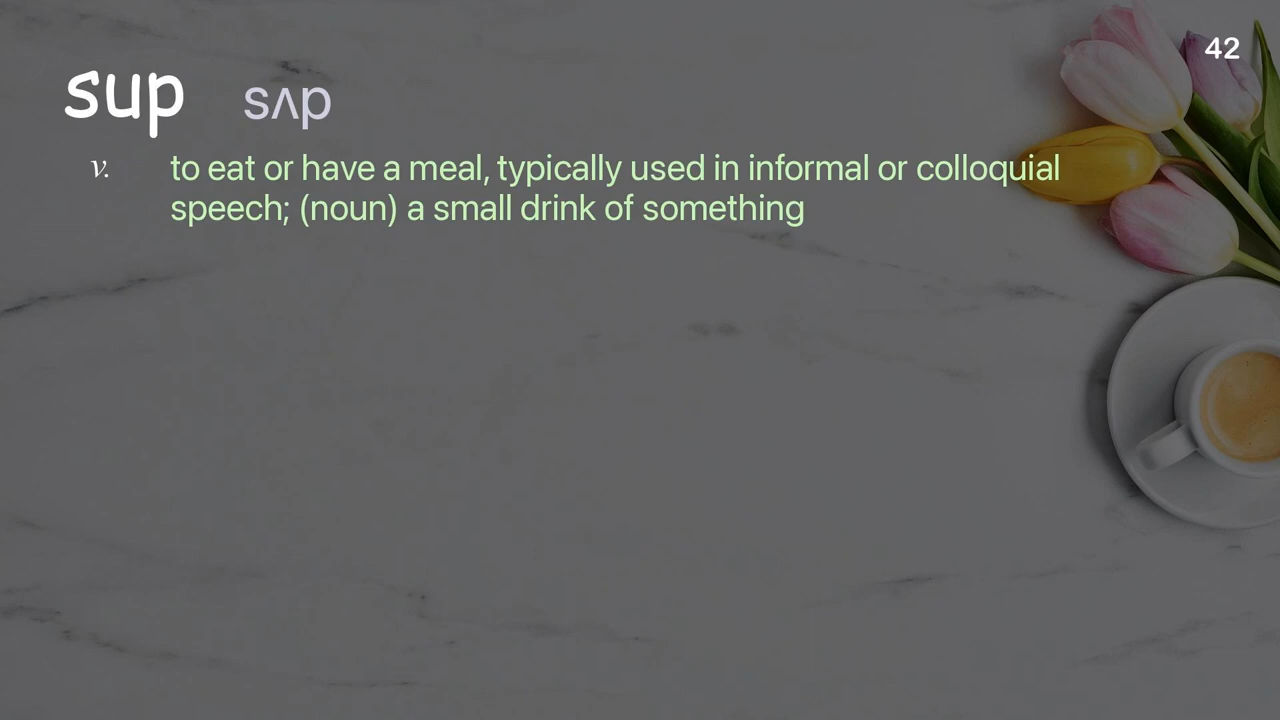 42
sup sʌp
v. to eat or have a meal, typically used in informal or colloquial
speech; (noun) a small drink of something